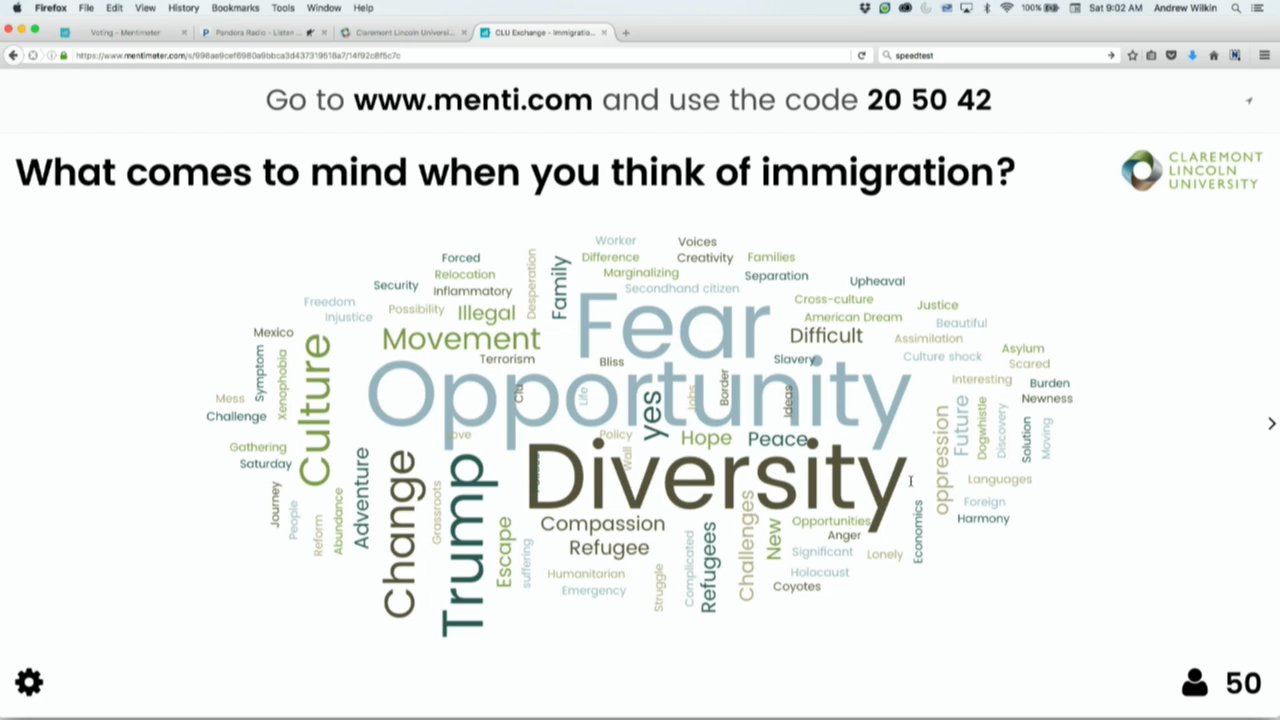 Firefox File Edit View History Bookmarks Tools Window Help 100% Sat 9:02 AM Andrew Wilkin
Voting - Mentimeter
Pandora Radio - Listen ...
Claremont Lincoln Universi...
CLU Exchange - Immigratio...
speedtest
Go to www.menti.com and use the code 20 50 42
What comes to mind when you think of immigration?
CLAREMONT
LINCOLN
UNIVERSITY
Worker
Voices
Forced
Desperation
Family
Difference
Creativity
Families
Relocation
Marginalizing
Separation
Security
Inflammatory
Secondhand citizen
Upheaval
Freedom
Possibility
Illegal
Fear
Cross-culture
Justice
Injustice
American Dream
Beautiful
Mexico
Culture
Movement
Difficult
Assimilation
Symptom
Xenophobia
Terrorism
Bliss
Slavery
Culture shock
Asylum
Scared
Opportunity
Clu
Life
yes
Jobs
Border
Ideas
Interesting
Burden
Mess
Newness
Challenge
oppression
Future
Dogwhistle
Discovery
Solution
Moving
Policy
Wall
Hope
Peace
Gathering
Saturday
Adventure
Change
Trump
Diversity
Languages
Journey
People
Reform
Abundance
Grassroots
Escape
suffering
Compassion
Refugee
Complicated
Refugees
Challenges
New
Opportunities
Anger
Economics
Foreign
Harmony
Significant
Lonely
Humanitarian
Emergency
Struggle
Holocaust
Coyotes
50